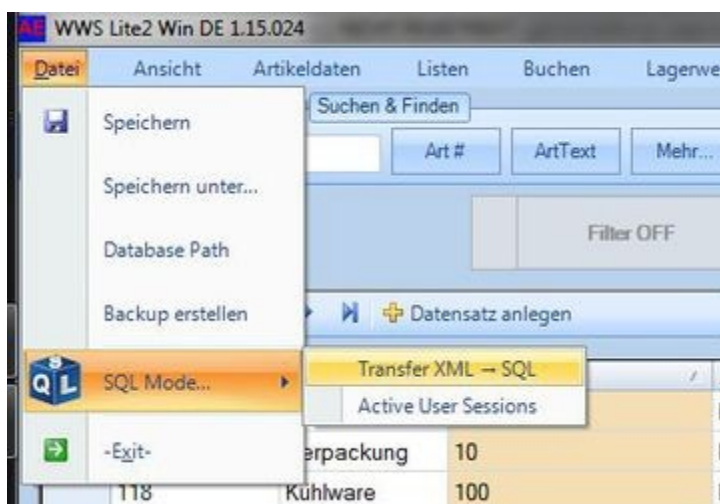 AE WWS Lite2 Win DE 1.15.024
Datei Ansicht Artikeldaten Listen Buchen Lagerwe
Suchen & Finden
Speichern
Art # ArtText Mehr...
Speichern unter...
Filter OFF
Database Path
Backup erstellen
Datensatz anlegen
SQL
SQL Mode...
Transfer XML → SQL
Active User Sessions
-Exit-
erpackung 10
118 Kühlware 100